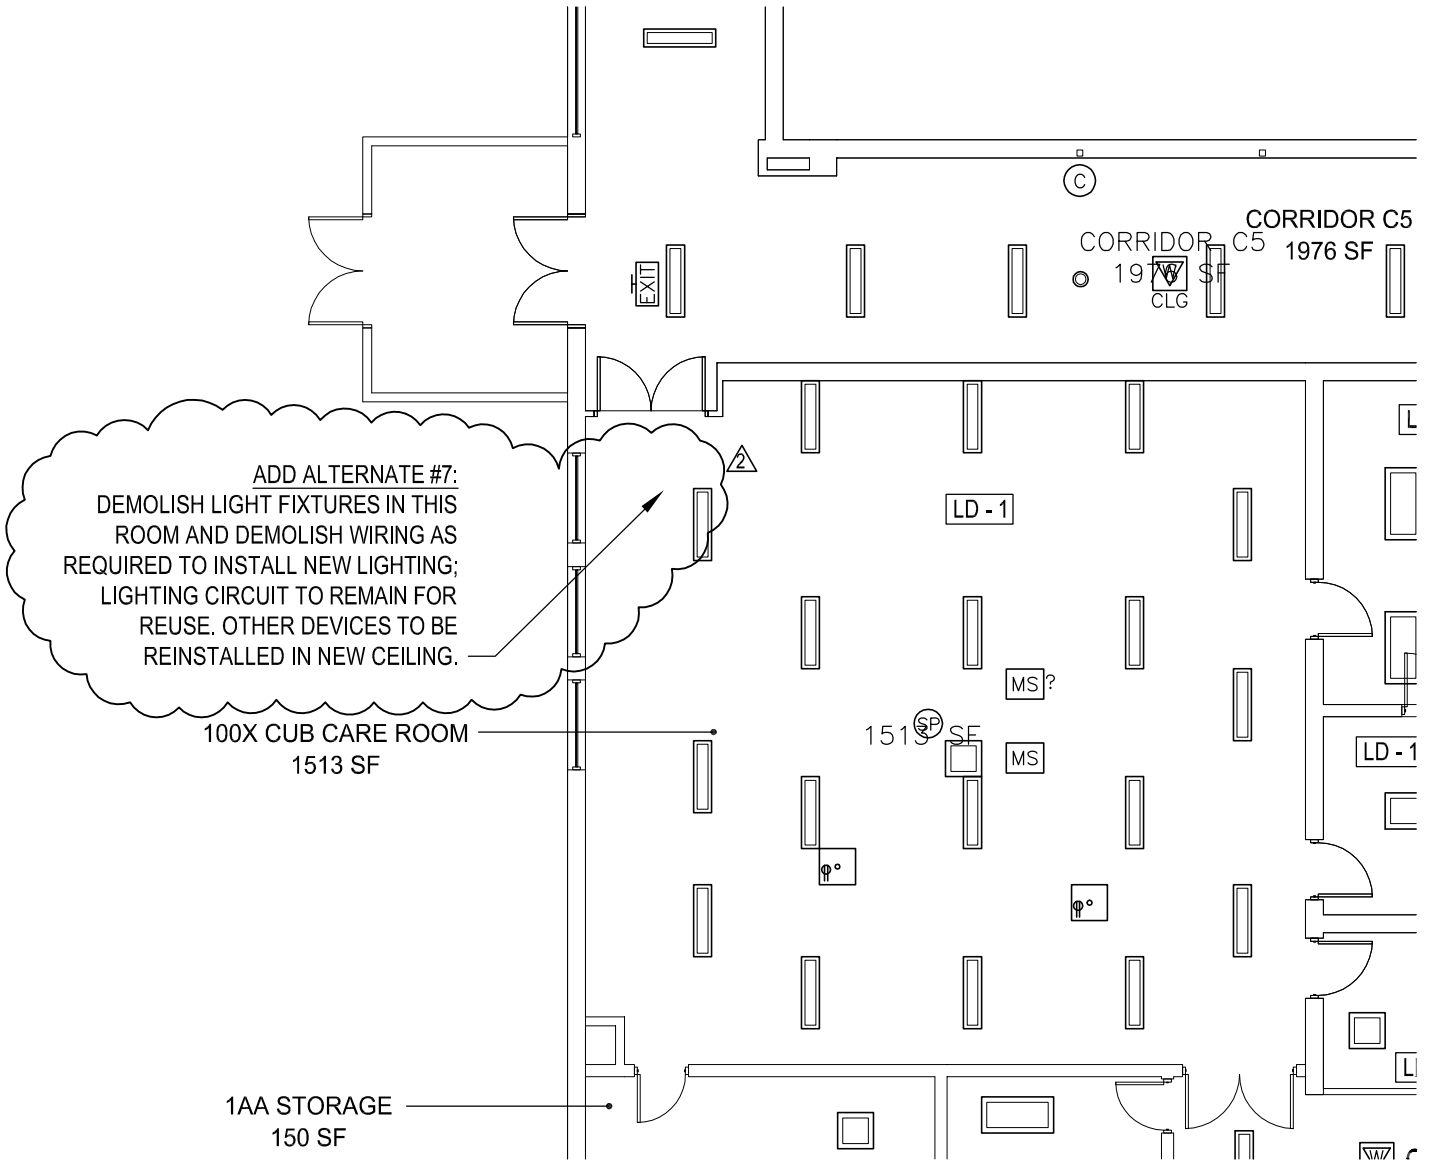 C
CORRIDOR C5
1976 SF
CORRIDOR C5
SF
W
CLG
EXIT
ADD ALTERNATE #7:
DEMOLISH LIGHT FIXTURES IN THIS
ROOM AND DEMOLISH WIRING AS
REQUIRED TO INSTALL NEW LIGHTING;
LIGHTING CIRCUIT TO REMAIN FOR
REUSE. OTHER DEVICES TO BE
REINSTALLED IN NEW CEILING.
2
LD - 1
L
MS?
SP
1513 SF
MS
LD - 1
100X CUB CARE ROOM
1513 SF
1AA STORAGE
150 SF
L
W